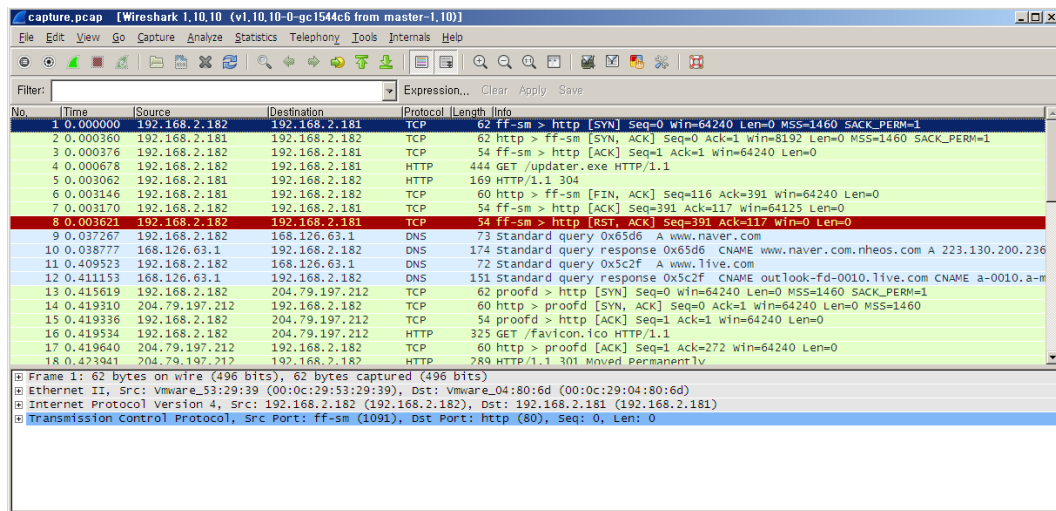 capture.pcap [Wireshark 1.10.10 (v1.10.10-0-gc1544c6 from master-1.10)]
File Edit View Go Capture Analyze Statistics Telephony Tools Internals Help
Filter: Expression... Clear Apply Save
No. Time Source Destination Protocol Length Info
1 0.000000 192.168.2.182 192.168.2.181 TCP 62 ff-sm > http [SYN] Seq=0 Win=64240 Len=0 MSS=1460 SACK_PERM=1
2 0.000360 192.168.2.181 192.168.2.182 TCP 62 http > ff-sm [SYN, ACK] Seq=0 Ack=1 Win=8192 Len=0 MSS=1460 SACK_PERM=1
3 0.000376 192.168.2.182 192.168.2.181 TCP 54 ff-sm > http [ACK] Seq=1 Ack=1 Win=64240 Len=0
4 0.000678 192.168.2.182 192.168.2.181 HTTP 444 GET /updater.exe HTTP/1.1
5 0.003062 192.168.2.181 192.168.2.182 HTTP 169 HTTP/1.1 304
6 0.003146 192.168.2.181 192.168.2.182 TCP 60 http > ff-sm [FIN, ACK] Seq=116 Ack=391 Win=64240 Len=0
7 0.003170 192.168.2.182 192.168.2.181 TCP 54 ff-sm > http [ACK] Seq=391 Ack=117 Win=64125 Len=0
8 0.003621 192.168.2.182 192.168.2.181 TCP 54 ff-sm > http [RST, ACK] Seq=391 Ack=117 Win=0 Len=0
9 0.037267 192.168.2.182 168.126.63.1 DNS 73 Standard query 0x65d6 A www.naver.com
10 0.038777 168.126.63.1 192.168.2.182 DNS 174 Standard query response 0x65d6 CNAME www.naver.com.nheos.com A 223.130.200.236
11 0.409523 192.168.2.182 168.126.63.1 DNS 72 Standard query 0x5c2f A www.live.com
12 0.411153 168.126.63.1 192.168.2.182 DNS 151 Standard query response 0x5c2f CNAME outlook-fd-0010.live.com CNAME a-0010.a-m
13 0.415619 192.168.2.182 204.79.197.212 TCP 62 proofd > http [SYN] Seq=0 Win=64240 Len=0 MSS=1460 SACK_PERM=1
14 0.419310 204.79.197.212 192.168.2.182 TCP 60 http > proofd [SYN, ACK] Seq=0 Ack=1 Win=64240 Len=0 MSS=1460
15 0.419336 192.168.2.182 204.79.197.212 TCP 54 proofd > http [ACK] Seq=1 Ack=1 Win=64240 Len=0
16 0.419534 192.168.2.182 204.79.197.212 HTTP 325 GET /favicon.ico HTTP/1.1
17 0.419640 204.79.197.212 192.168.2.182 TCP 60 http > proofd [ACK] Seq=1 Ack=272 Win=64240 Len=0
18 0.423941 204.79.197.212 192.168.2.182 HTTP 289 HTTP/1.1 301 Moved Permanently
Frame 1: 62 bytes on wire (496 bits), 62 bytes captured (496 bits)
Ethernet II, Src: Vmware_53:29:39 (00:0c:29:53:29:39), Dst: Vmware_04:80:6d (00:0c:29:04:80:6d)
Internet Protocol Version 4, Src: 192.168.2.182 (192.168.2.182), Dst: 192.168.2.181 (192.168.2.181)
Transmission Control Protocol, Src Port: ff-sm (1091), Dst Port: http (80), Seq: 0, Len: 0